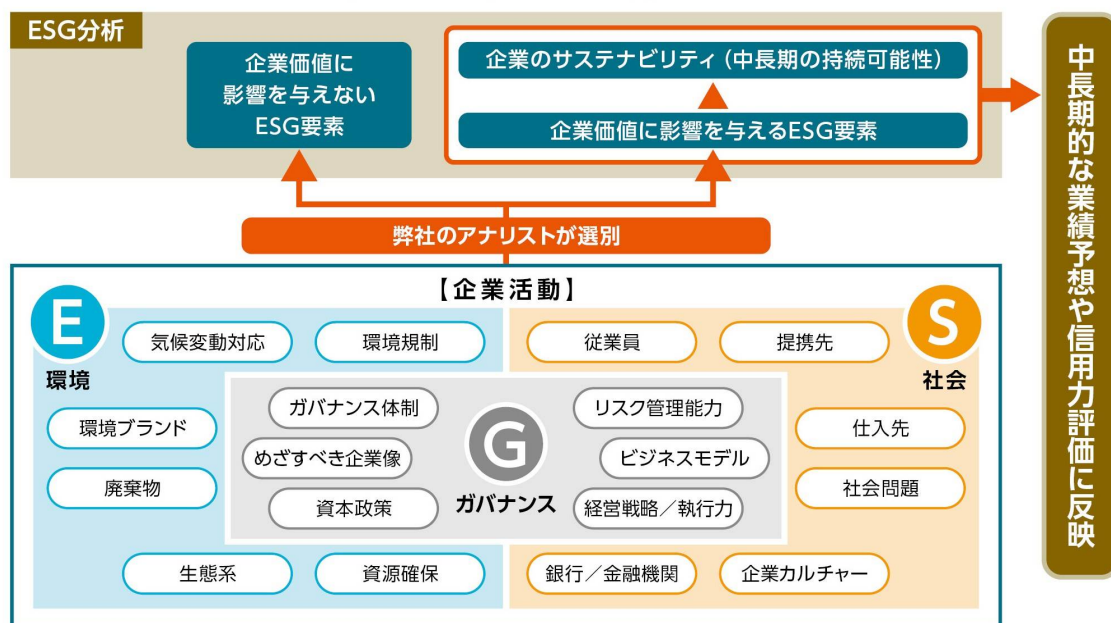 ESG分析
企業価値に
影響を与えない
ESG要素
企業のサステナビリティ（中長期の持続可能性）
企業価値に影響を与えるESG要素
中長期的な業績予想や信用力評価に反映
弊社のアナリストが選別
【企業活動】
E
環境
気候変動対応
環境規制
環境ブランド
廃棄物
生態系
資源確保
ガバナンス体制
めざすべき企業像
資本政策
G
ガバナンス
リスク管理能力
ビジネスモデル
経営戦略／執行力
従業員
提携先
S
社会
仕入先
社会問題
銀行／金融機関
企業カルチャー